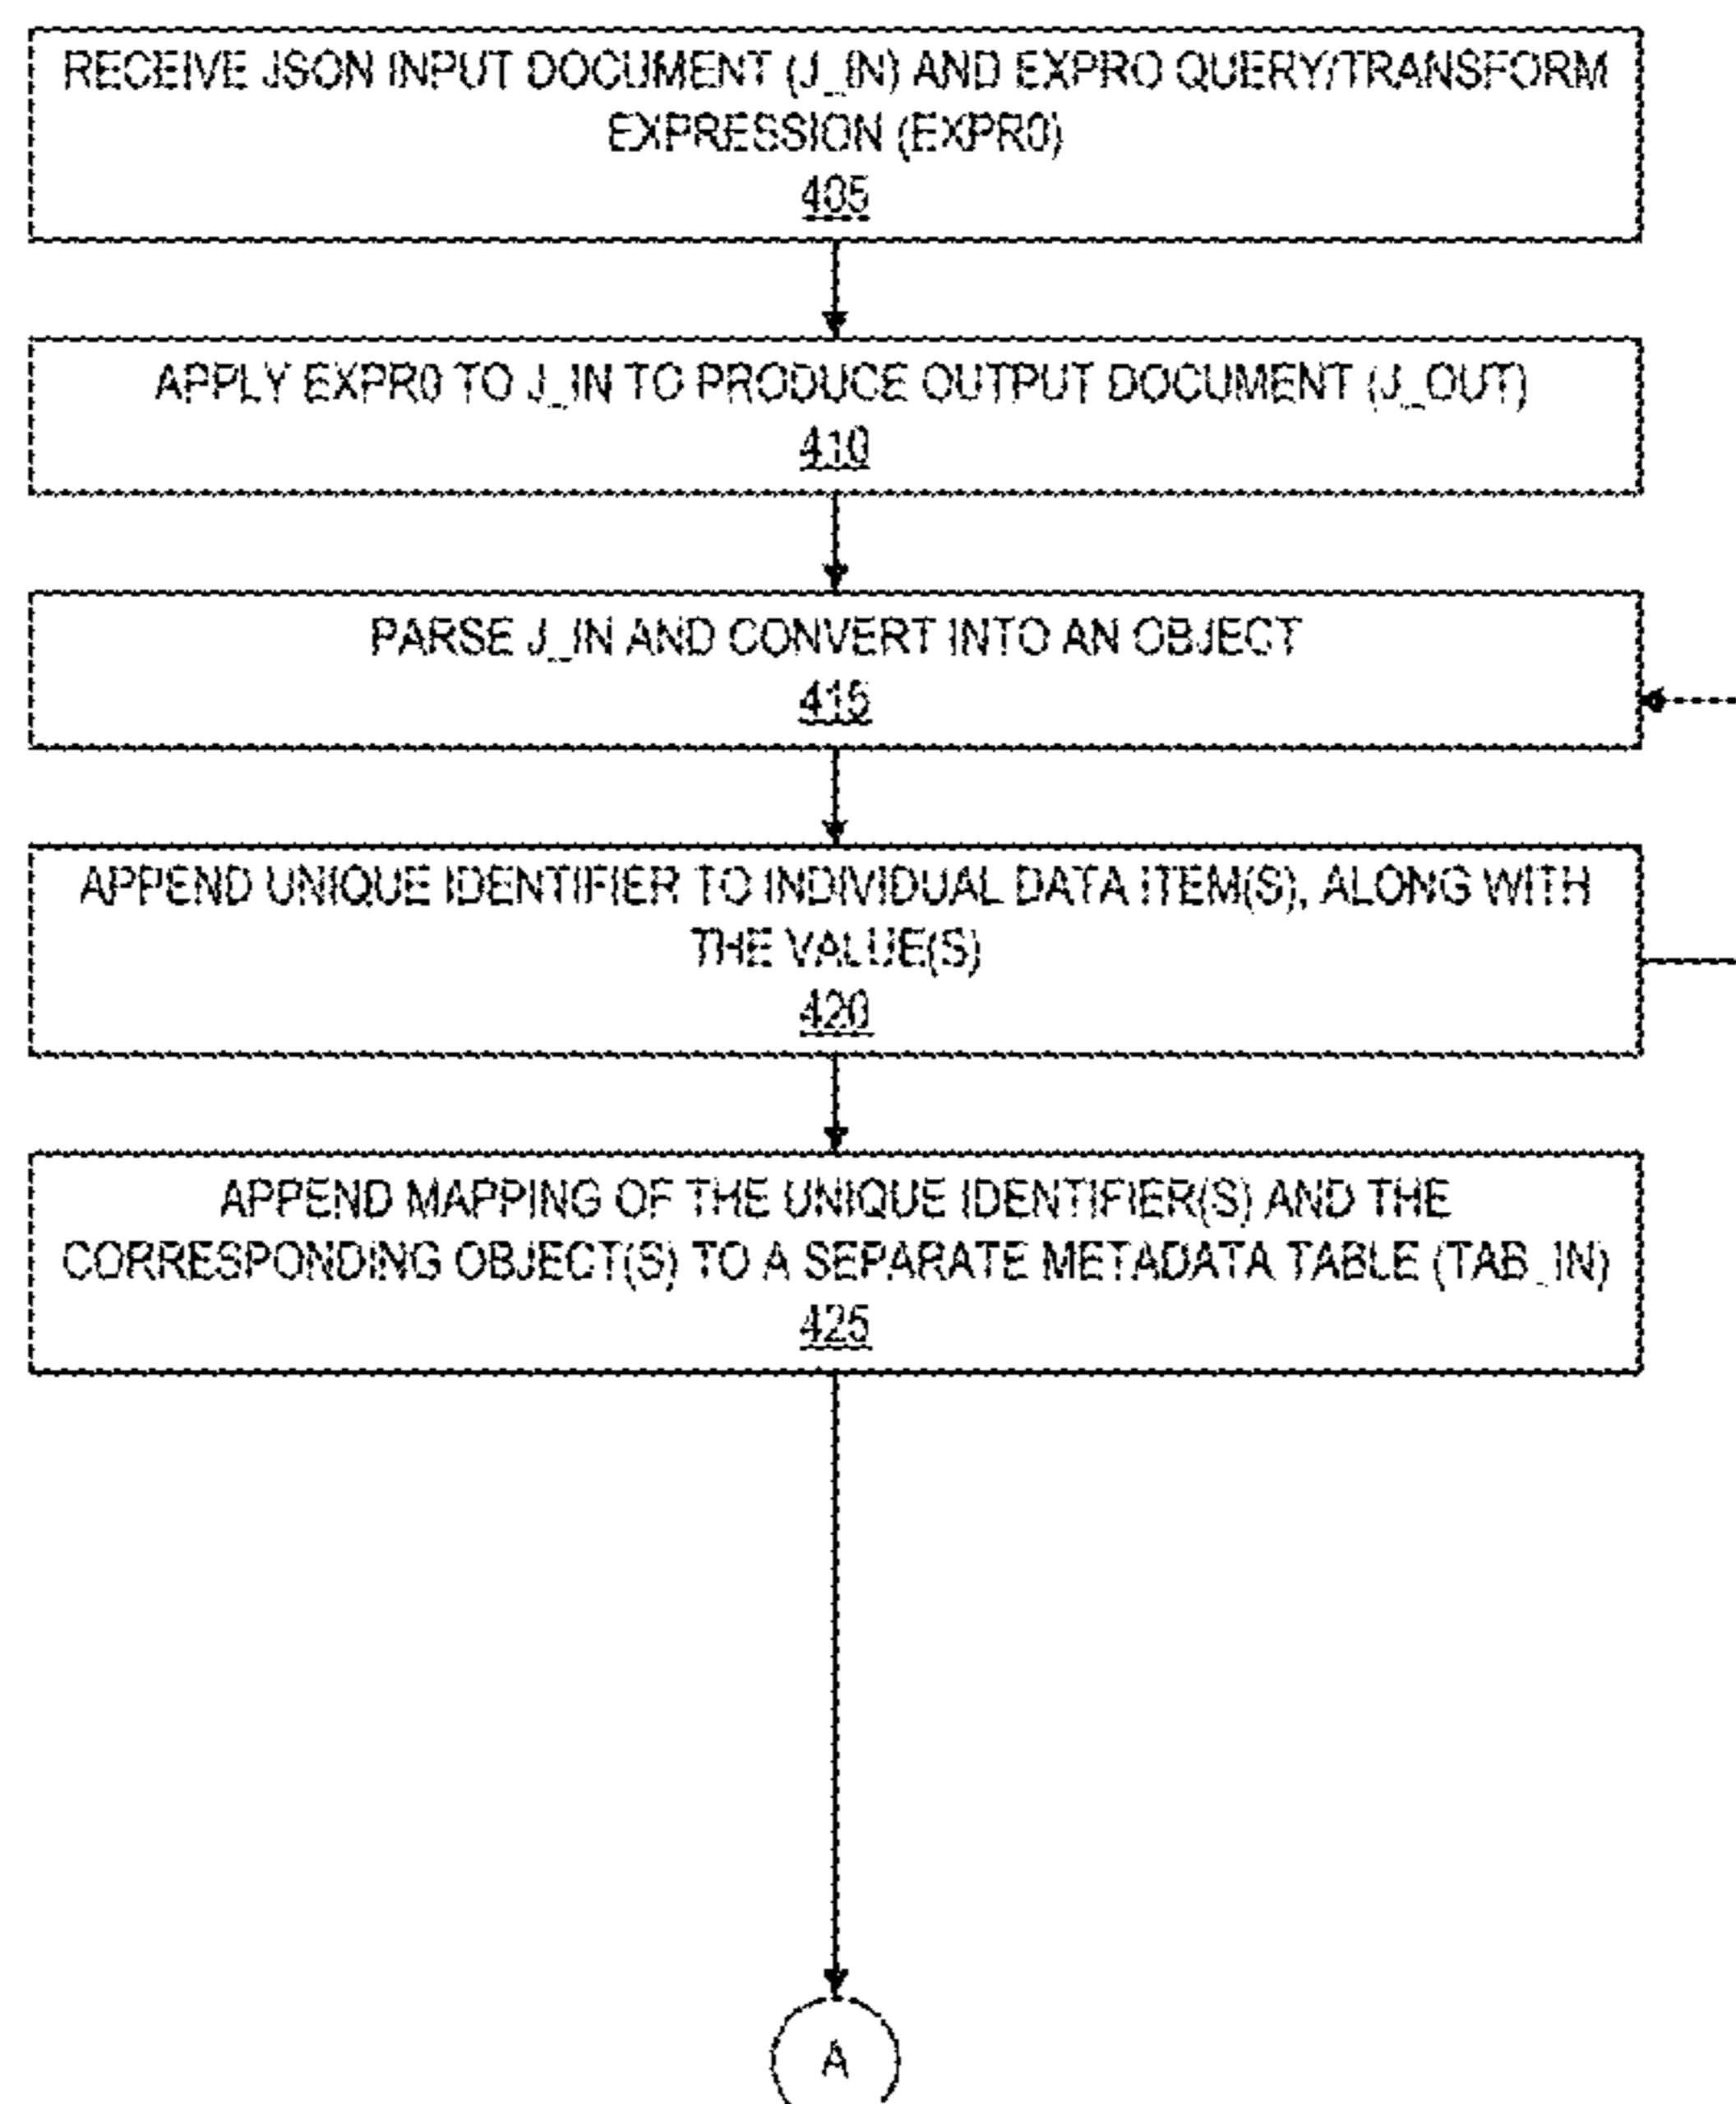 RECEIVE JSON INPUT DOCUMENT (J_IN) AND EXPR0 QUERY/TRANSFORM
EXPRESSION (EXPR0)
405
APPLY EXPR0 TO J_IN TO PRODUCE OUTPUT DOCUMENT (J_OUT)
410
PARSE J_IN AND CONVERT INTO AN OBJECT
415
APPEND UNIQUE IDENTIFIER TO INDIVIDUAL DATA ITEM(S), ALONG WITH
THE VALUE(S)
420
APPEND MAPPING OF THE UNIQUE IDENTIFIER(S) AND THE
CORRESPONDING OBJECT(S) TO A SEPARATE METADATA TABLE (TAB_IN)
425
A